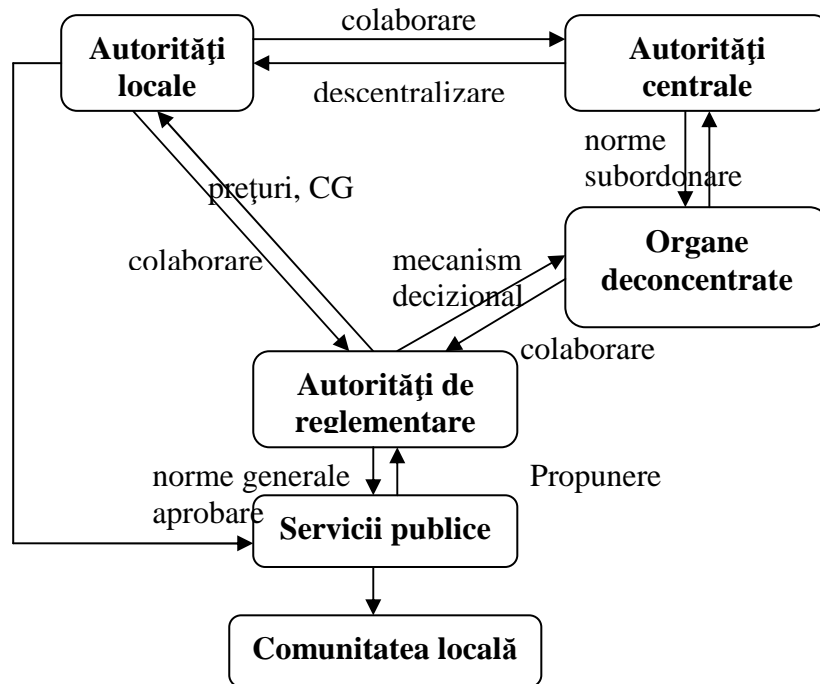 colaborare
Autorităţi
locale
Autorităţi
centrale
descentralizare
norme
subordonare
preţuri, CG
Organe
deconcentrate
colaborare
mecanism
decizional
colaborare
Autorităţi de
reglementare
norme generale
aprobare
Propunere
Servicii publice
Comunitatea locală